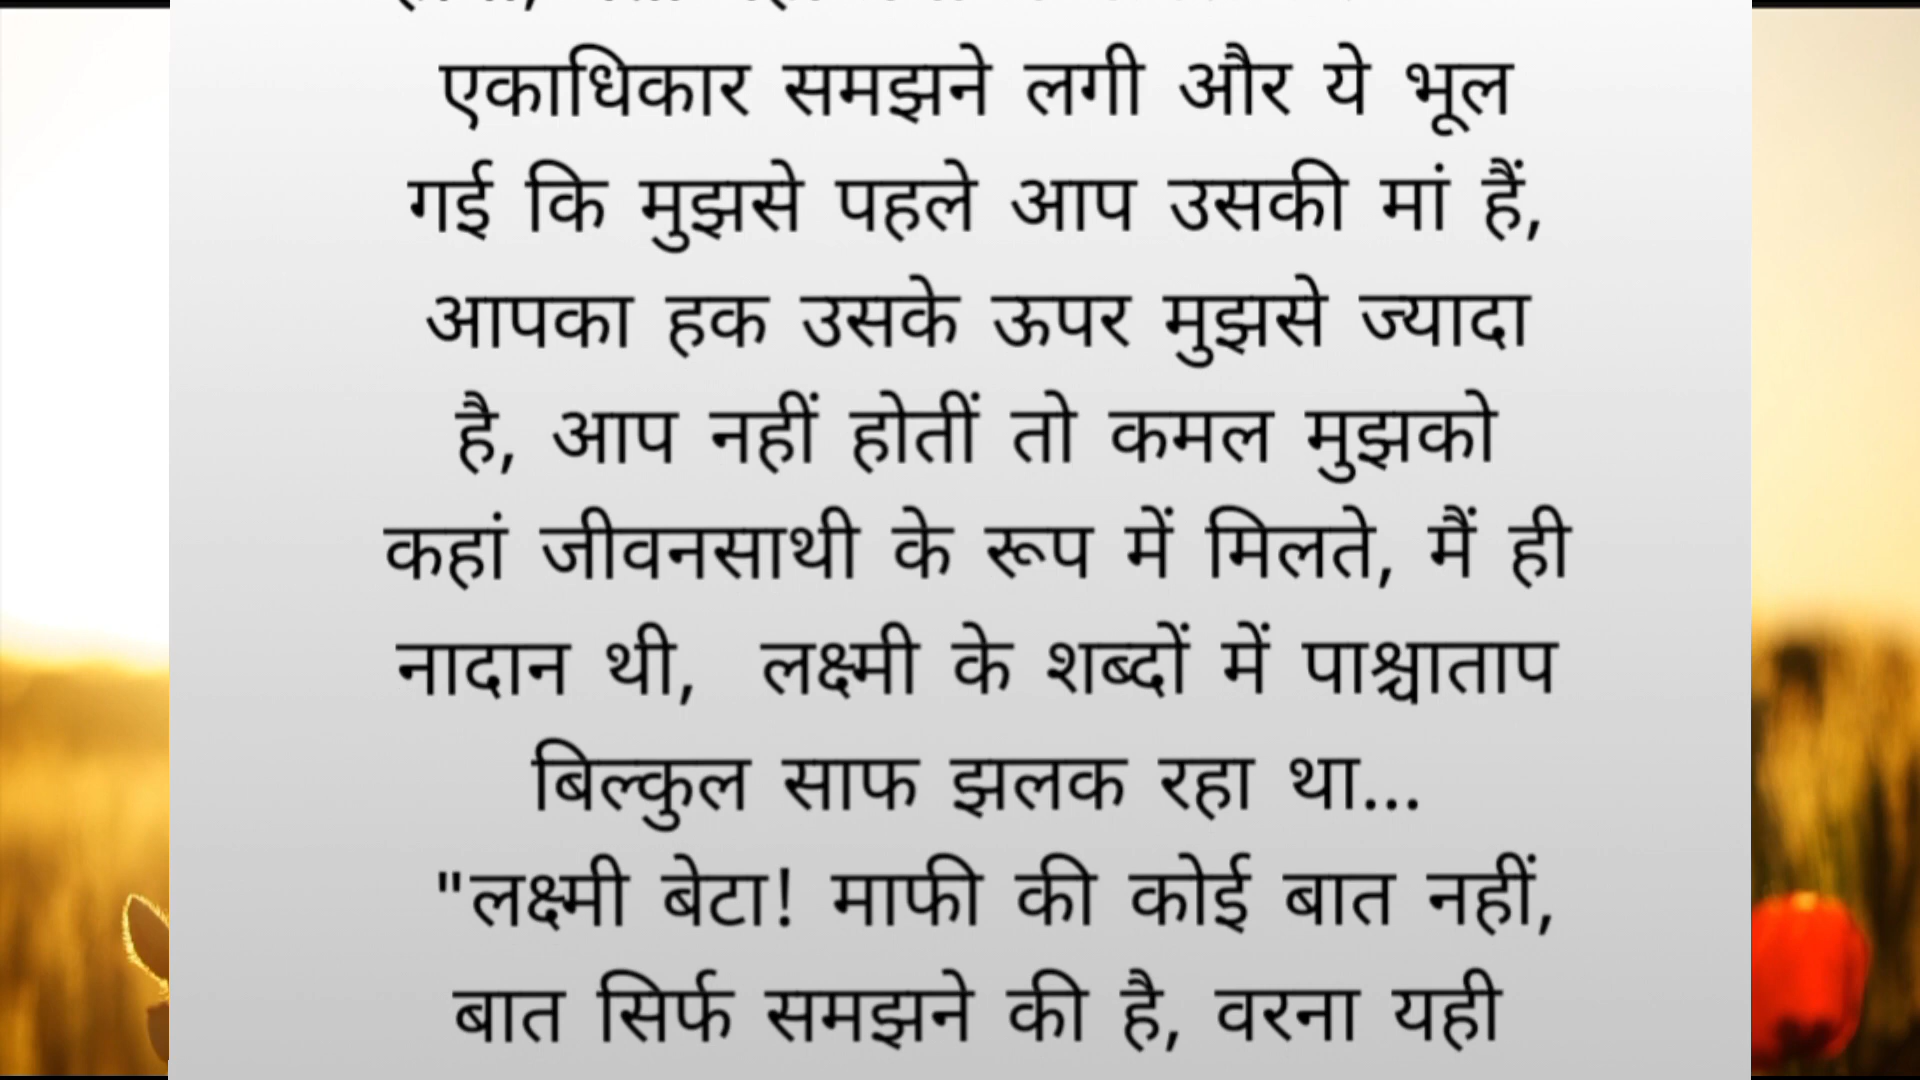 एकाधिकार समझने लगी और ये भूल
गई कि मुझसे पहले आप उसकी मां हैं,
आपका हक उसके ऊपर मुझसे ज्यादा
है, आप नहीं होतीं तो कमल मुझको
कहां जीवनसाथी के रूप में मिलते, मैं ही
नादान थी, लक्ष्मी के शब्दों में पाश्चाताप
बिल्कुल साफ झलक रहा था...
"लक्ष्मी बेटा! माफी की कोई बात नहीं,
बात सिर्फ समझने की है, वरना यही